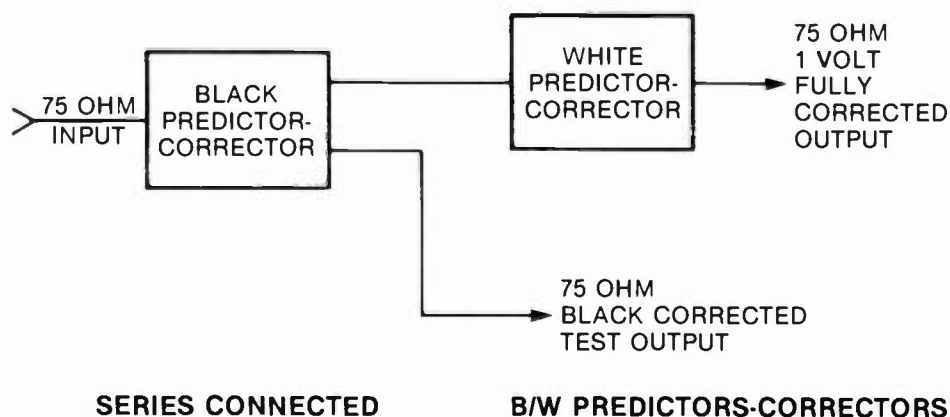 75 OHM
INPUT
BLACK
PREDICTOR-
CORRECTOR
WHITE
PREDICTOR-
CORRECTOR
75 OHM
1 VOLT
FULLY
CORRECTED
OUTPUT
75 OHM
BLACK CORRECTED
TEST OUTPUT
SERIES CONNECTED B/W PREDICTORS-CORRECTORS